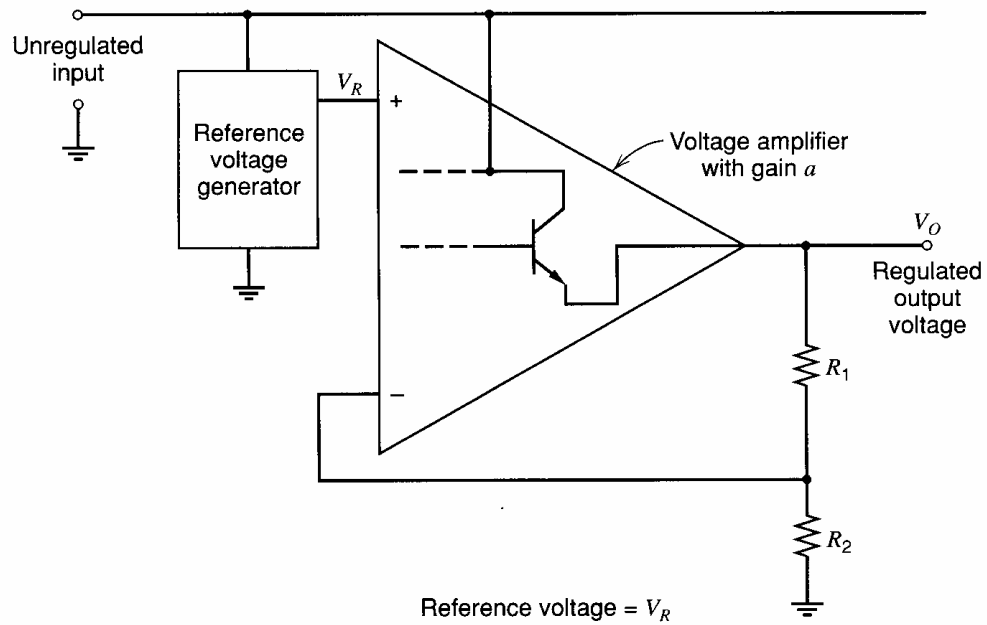 Unregulated
input
V_R
+
Reference
voltage
generator
Voltage amplifier
with gain a
V_O
Regulated
output
voltage
R_1
−
R_2
Reference voltage = V_R